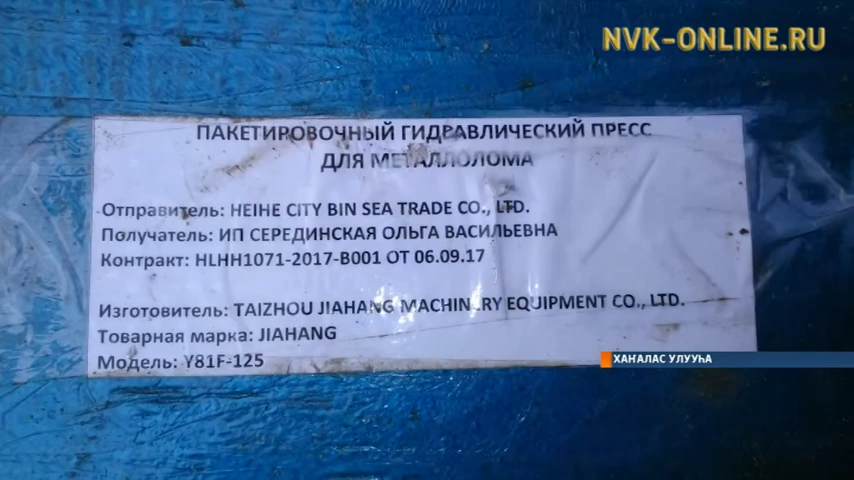 NVK-ONLINE.RU
ПАКЕТИРОВОЧНЫЙ ГИДРАВЛИЧЕСКИЙ ПРЕСС
ДЛЯ МЕТАЛЛОЛОМА
Отправитель: HEIHE CITY BIN SEA TRADE CO., LTD.
Получатель: ИП СЕРЕДИНСКАЯ ОЛЬГА ВАСИЛЬЕВНА
Контракт: HLHH1071-2017-B001 ОТ 06.09.17
Изготовитель: TAIZHOU JIAHANG MACHINERY EQUIPMENT CO., LTD.
Товарная марка: JIAHANG
Модель: Y81F-125
ХАҤАЛАС УЛУУҺА